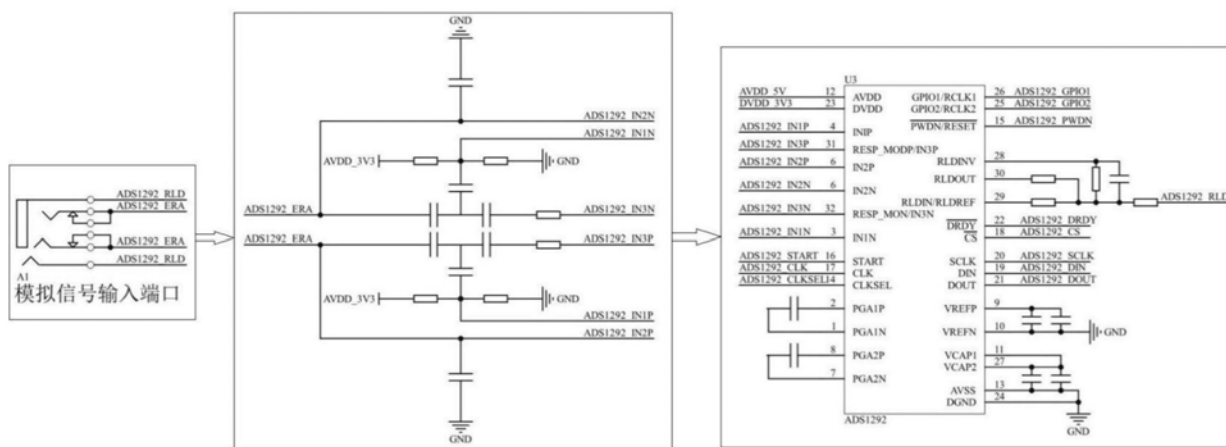 ADS1292_RLD
ADS1292_ERA
ADS1292_ERA
ADS1292_RLD
A1
模拟信号输入端口
GND
ADS1292_IN2N
ADS1292_IN1N
AVDD_3V3
GND
ADS1292_ERA
ADS1292_IN3N
ADS1292_ERA
ADS1292_IN3P
AVDD_3V3
GND
ADS1292_IN1P
ADS1292_IN2P
GND
U3
AVDD_5V 12 AVDD GPIO1/RCLK1 26 ADS1292_GPIO1
DVDD_3V3 23 DVDD GPIO2/RCLK2 25 ADS1292_GPIO2
PWDN/RESET 15 ADS1292_PWDN
ADS1292_IN1P 4 INIP
ADS1292_IN3P 31 RESP_MODP/IN3P
RLDINV 28
ADS1292_IN2P 6 IN2P
RLDOUT 30
ADS1292_IN2N 6 IN2N
RLDIN/RLDREF 29 ADS1292_RLD
ADS1292_IN3N 32 RESP_MON/IN3N
DRDY 22 ADS1292_DRDY
ADS1292_IN1N 3 IN1N
CS 18 ADS1292_CS
ADS1292_START 16 START SCLK 20 ADS1292_SCLK
ADS1292_CLK 17 CLK DIN 19 ADS1292_DIN
ADS1292_CLKSEL 14 CLKSEL DOUT 21 ADS1292_DOUT
2 PGA1P VREFP 9
1 PGA1N VREFN 10 GND
8 PGA2P VCAP1 11
VCAP2 27
7 PGA2N
AVSS 13
DGND 24
ADS1292
GND